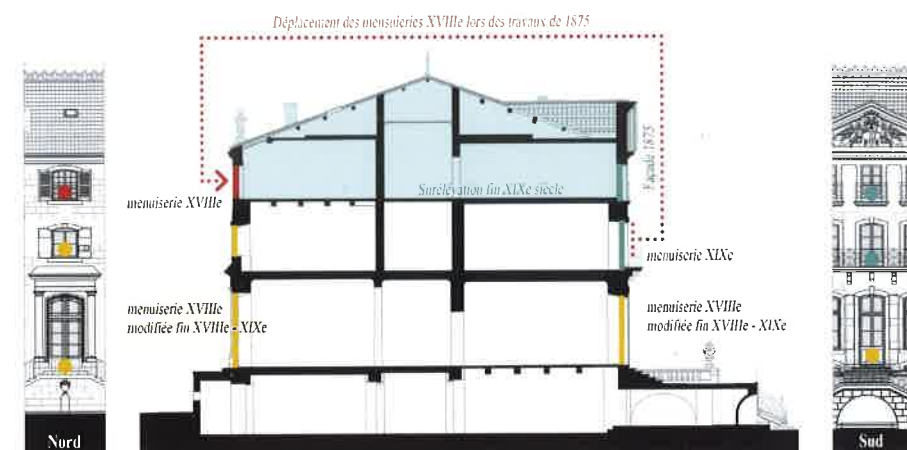 Déplacement des menuiseries XVIIIe lors des travaux de 1875
Façade 1875
Surélévation fin XIXe siècle
menuiserie XVIIIe
menuiserie XIXe
menuiserie XVIIIe
modifiée fin XVIIIe - XIXe
menuiserie XVIIIe
modifiée fin XVIIIe - XIXe
Nord
Sud